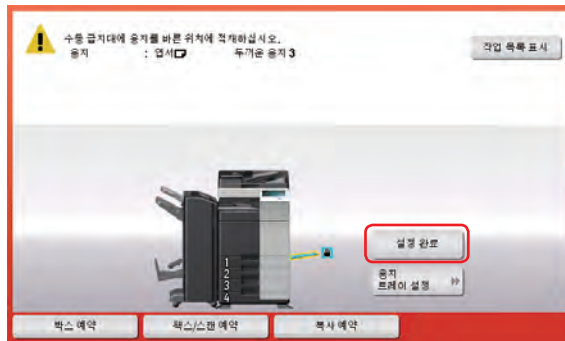 수동 급지대에 용지를 바른 위치에 적재하십시오.
용지 : 엽서 두꺼운 용지 3
작업 목록 표시
1
2
3
4
설정 완료
용지
트레이 설정
박스 예약
팩스/스캔 예약
복사 예약